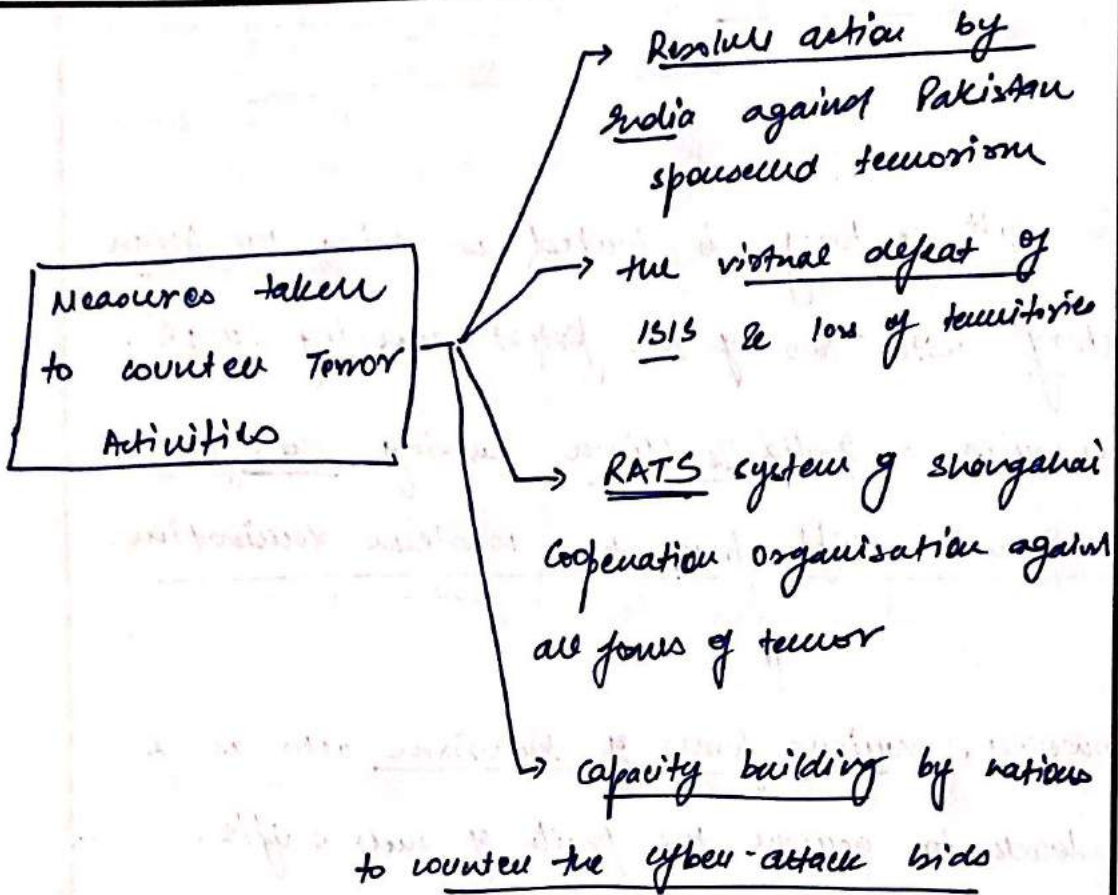 Measures taken
to counter Terror
Activities
Resolute action by
India against Pakistan
sponsered terrorism
the virtual defeat of
ISIS & loss of territories
RATS system of shangahai
Cooperation organisation against
all forms of terror
capacity building by nations
to counter the cyber-attack bids